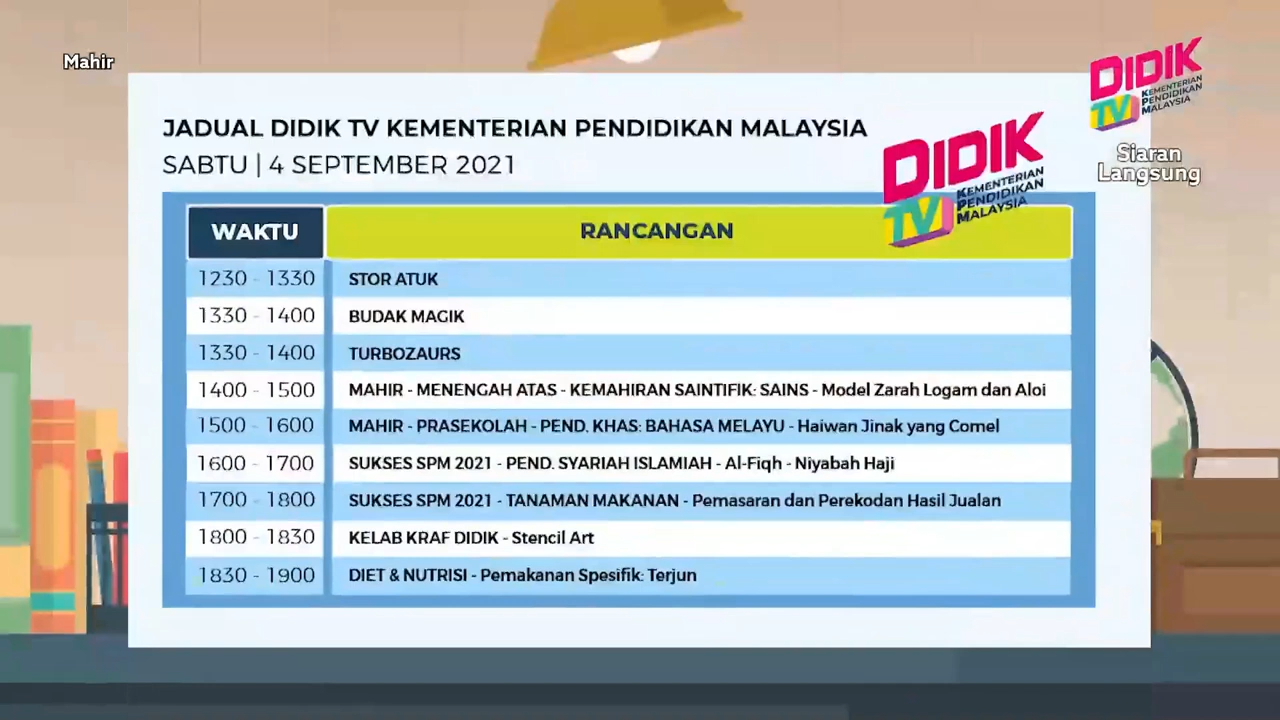 Mahir
DIDIK
TV KEMENTERIAN
PENDIDIKAN
MALAYSIA
Siaran
Langsung
JADUAL DIDIK TV KEMENTERIAN PENDIDIKAN MALAYSIA
SABTU | 4 SEPTEMBER 2021
DIDIK
TV KEMENTERIAN
PENDIDIKAN
MALAYSIA
WAKTU RANCANGAN
1230 - 1330 STOR ATUK
1330 - 1400 BUDAK MAGIK
1330 - 1400 TURBOZAURS
1400 - 1500 MAHIR - MENENGAH ATAS - KEMAHIRAN SAINTIFIK: SAINS - Model Zarah Logam dan Aloi
1500 - 1600 MAHIR - PRASEKOLAH - PEND. KHAS: BAHASA MELAYU - Haiwan Jinak yang Comel
1600 - 1700 SUKSES SPM 2021 - PEND. SYARIAH ISLAMIAH - Al-Fiqh - Niyabah Haji
1700 - 1800 SUKSES SPM 2021 - TANAMAN MAKANAN - Pemasaran dan Perekodan Hasil Jualan
1800 - 1830 KELAB KRAF DIDIK - Stencil Art
1830 - 1900 DIET & NUTRISI - Pemakanan Spesifik: Terjun